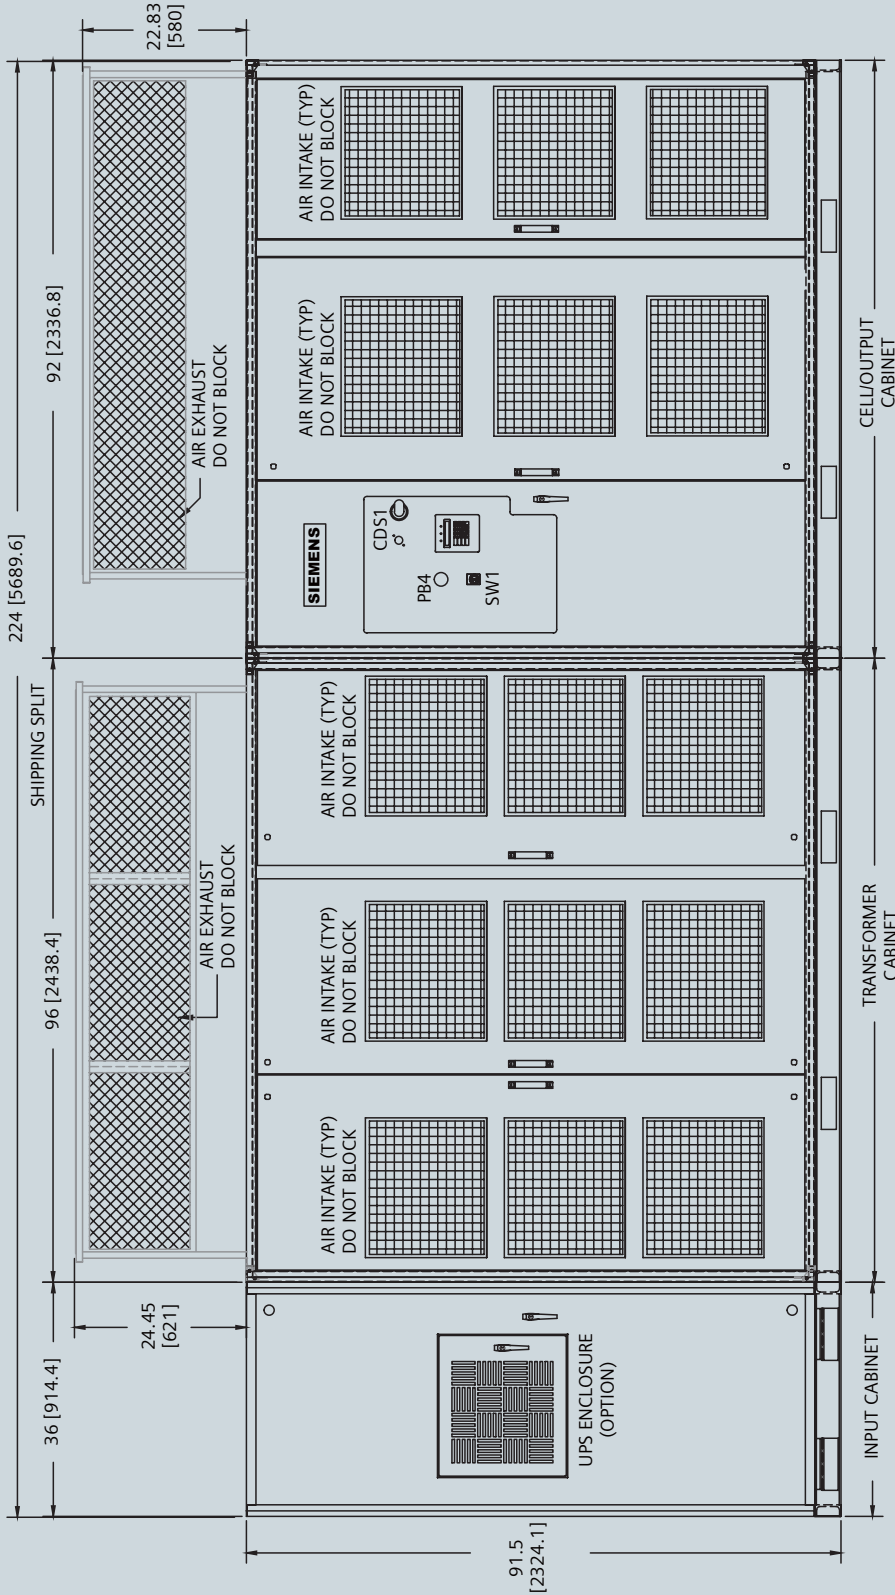 224 [5689.6]
SHIPPING SPLIT
36 [914.4]
96 [2438.4]
92 [2336.8]
24.45
[621]
22.83
[580]
AIR EXHAUST
DO NOT BLOCK
AIR EXHAUST
DO NOT BLOCK
91.5
[2324.1]
UPS ENCLOSURE
(OPTION)
AIR INTAKE (TYP)
DO NOT BLOCK
AIR INTAKE (TYP)
DO NOT BLOCK
AIR INTAKE (TYP)
DO NOT BLOCK
SIEMENS
CDS1
PB4
SW1
AIR INTAKE (TYP)
DO NOT BLOCK
AIR INTAKE (TYP)
DO NOT BLOCK
INPUT CABINET
TRANSFORMER
CABINET
CELL/OUTPUT
CABINET